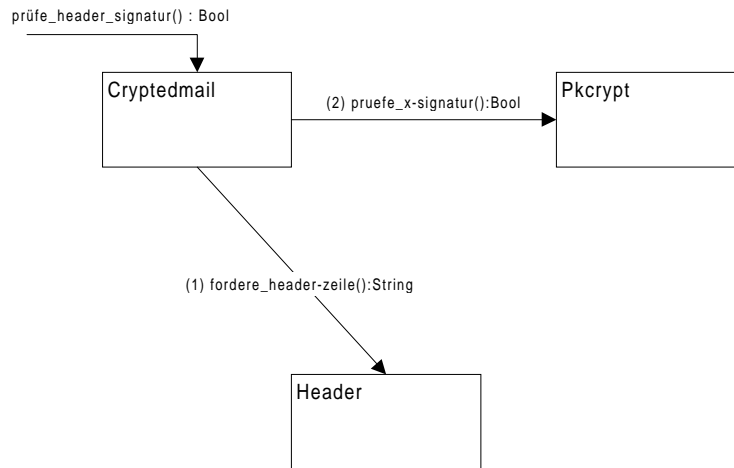 prüfe_header_signatur() : Bool
Cryptedmail
Pkcrypt
(2) pruefe_x-signatur():Bool
(1) fordere_header-zeile():String
Header